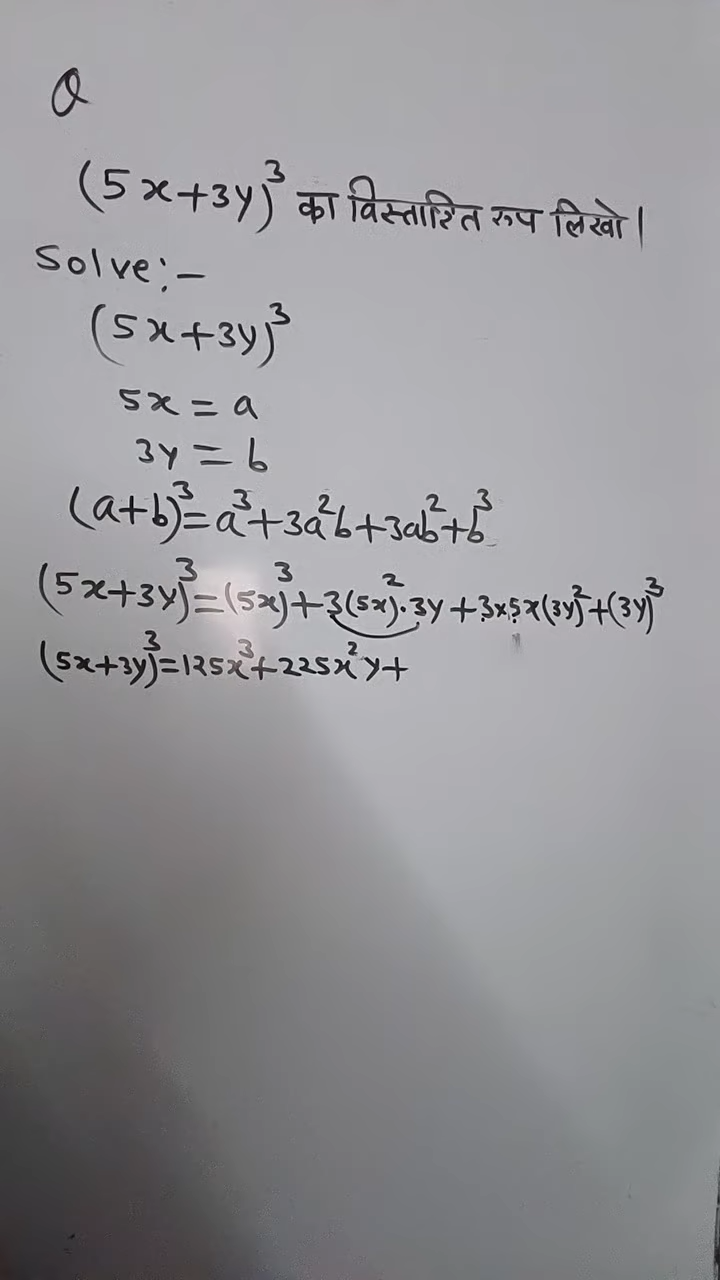 Q
(5x+3y)³ का विस्तारित रुप लिखो।
Solve:-
(5x+3y)³
5x = a
3y = b
(a+b)³=a³+3a²b+3ab²+b³
(5x+3y)³=(5x)³+3(5x)²·3y+3×5x(3y)²+(3y)³
(5x+3y)³=125x³+225x²y+